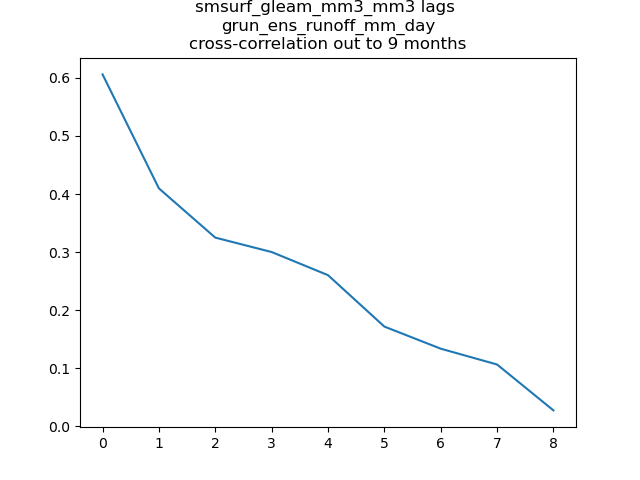 smsurf_gleam_mm3_mm3 lags
grun_ens_runoff_mm_day
cross-correlation out to 9 months
0.6
0.5
0.4
0.3
0.2
0.1
0.0
0 1 2 3 4 5 6 7 8